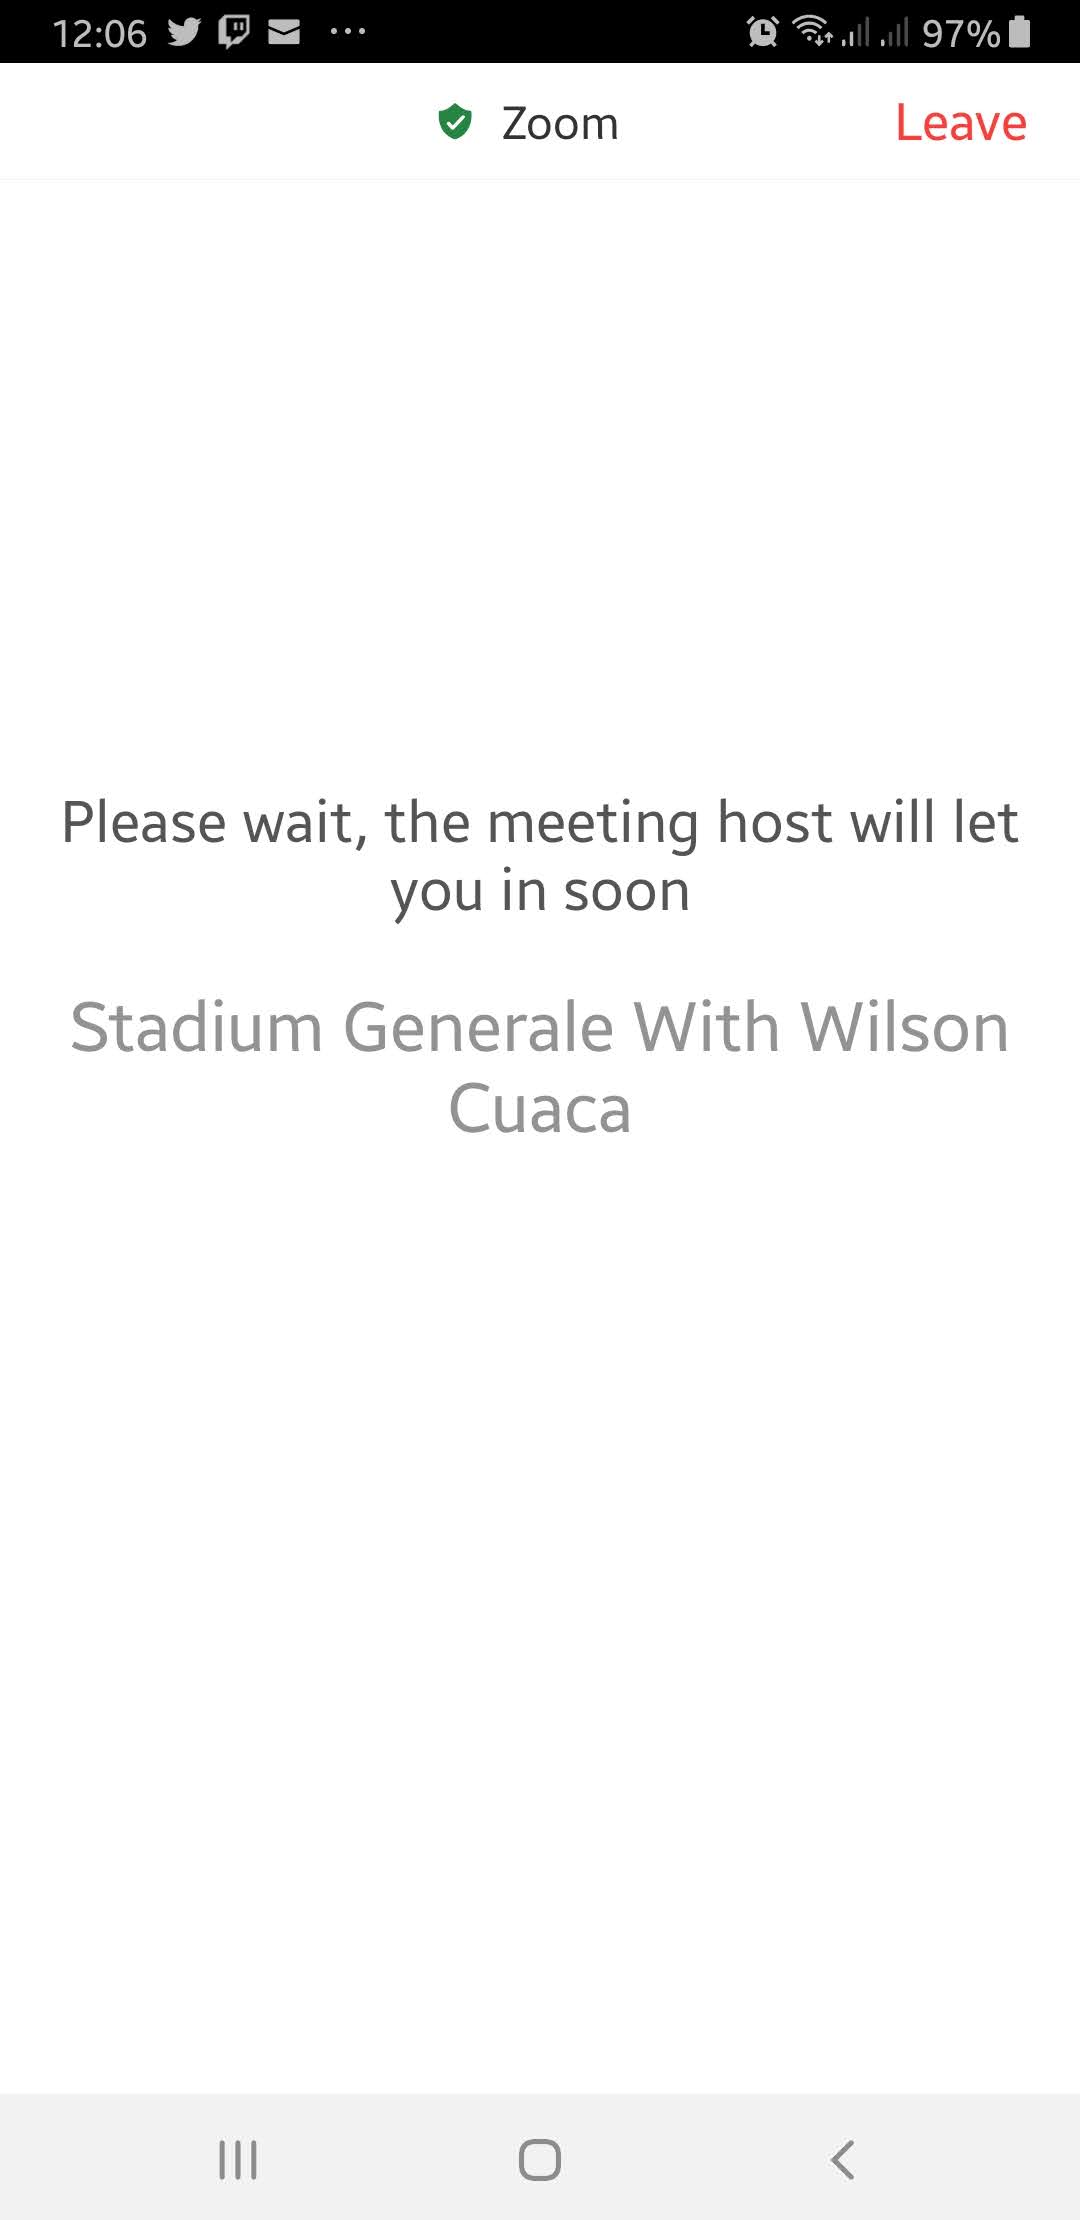 12:06 97%
Zoom Leave
Please wait, the meeting host will let
you in soon
Stadium Generale With Wilson
Cuaca